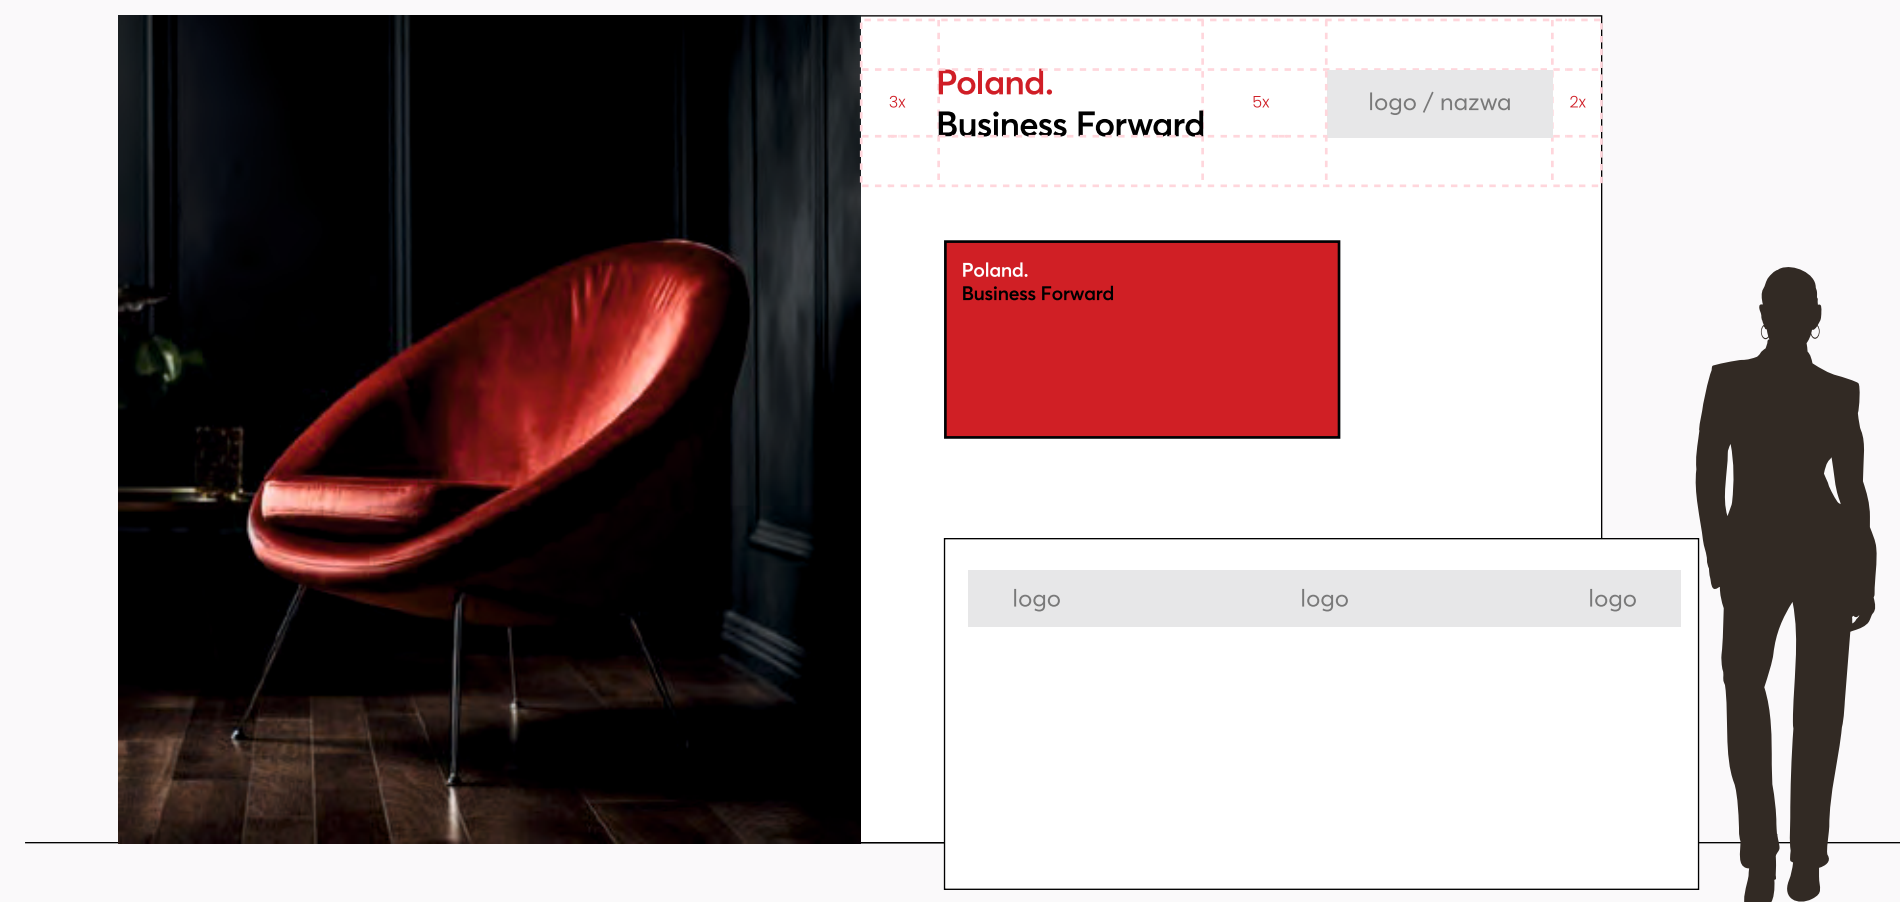 3x
Poland.
Business Forward
5x
logo / nazwa
2x
Poland.
Business Forward
logo
logo
logo